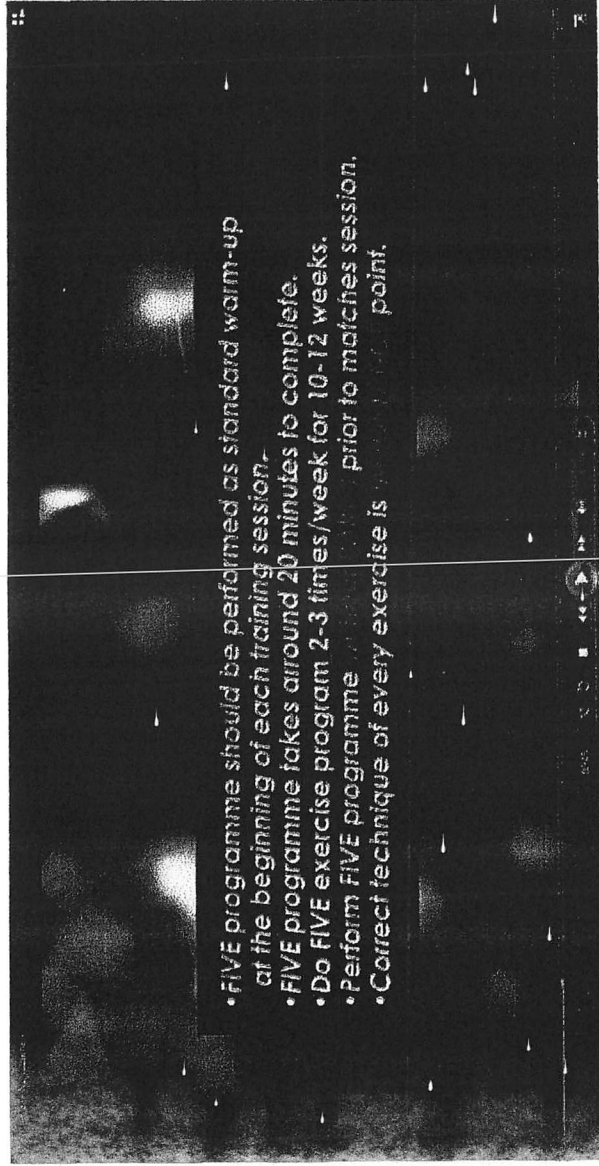 •FIVE programme should be performed as standard warm-up
at the beginning of each training session.
•FIVE programme takes arround 20 minutes to complete.
•Do FIVE exercise program 2-3 times/week for 10-12 weeks.
•Perform FIVE programme prior to matches session.
•Correct technique of every exercise is point.